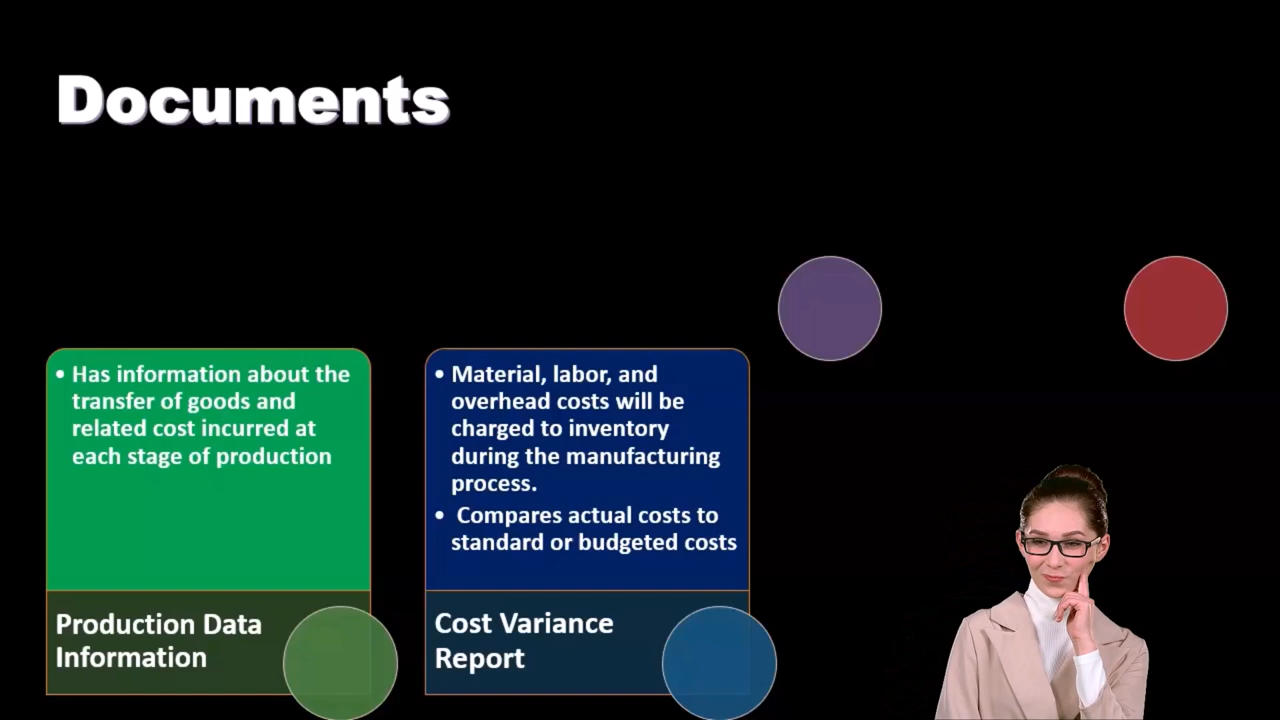 Documents
• Has information about the
transfer of goods and
related cost incurred at
each stage of production
Production Data
Information
• Material, labor, and
overhead costs will be
charged to inventory
during the manufacturing
process.
• Compares actual costs to
standard or budgeted costs
Cost Variance
Report